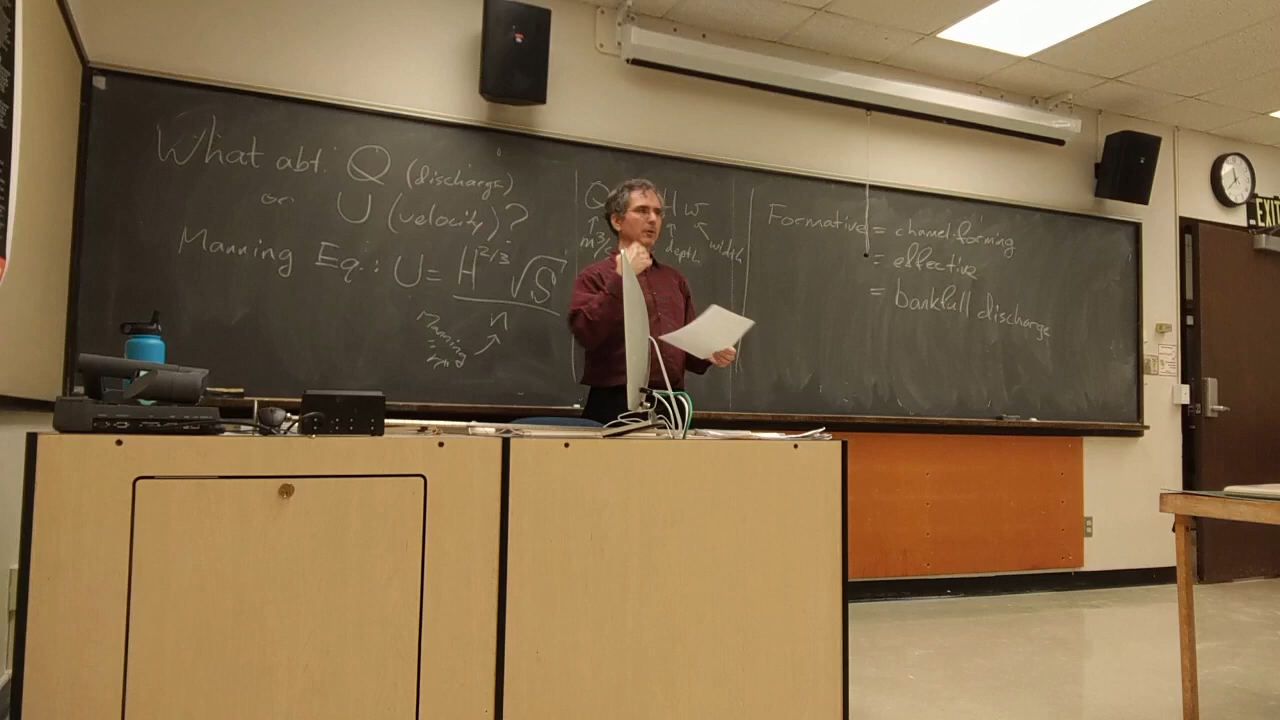 What abt. Q (discharge)
or U (velocity)?
Manning Eq.: U = H^2/3 √S
n
Manning
Q H w
m³/s depth width
Formative = channel forming
= effective
= bankfull discharge
EXIT